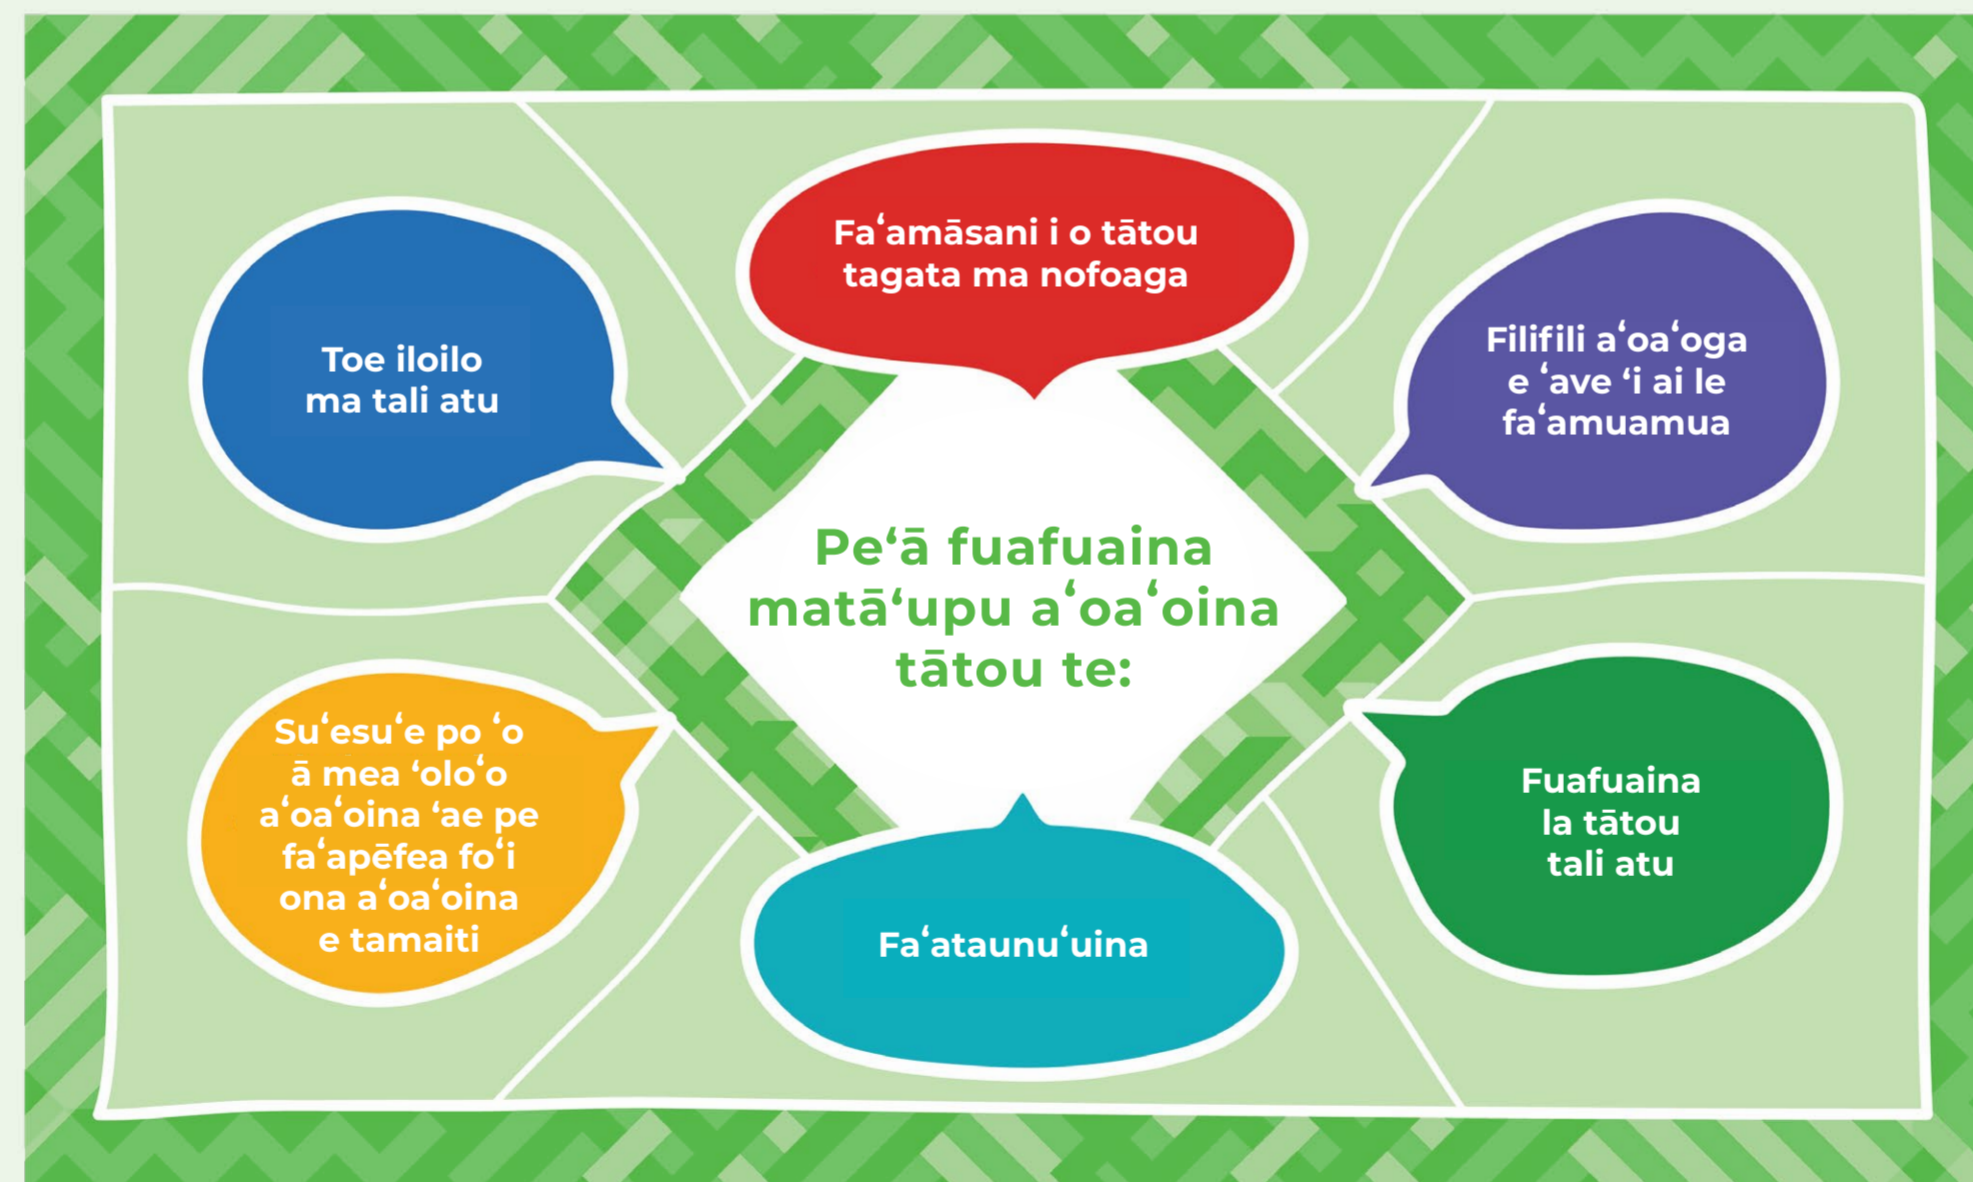 Faʻamāsani i o tātou
tagata ma nofoaga
Toe iloilo
ma tali atu
Filifili aʻoaʻoga
e ʻave ʻi ai le
faʻamuamua
Peʻā fuafuaina
matāʻupu aʻoaʻoina
tātou te:
Suʻesuʻe po ʻo
ā mea ʻoloʻo
aʻoaʻoina ʻae pe
faʻapēfea foʻi
ona aʻoaʻoina
e tamaiti
Fuafuaina
la tātou
tali atu
Faʻataunuʻuina